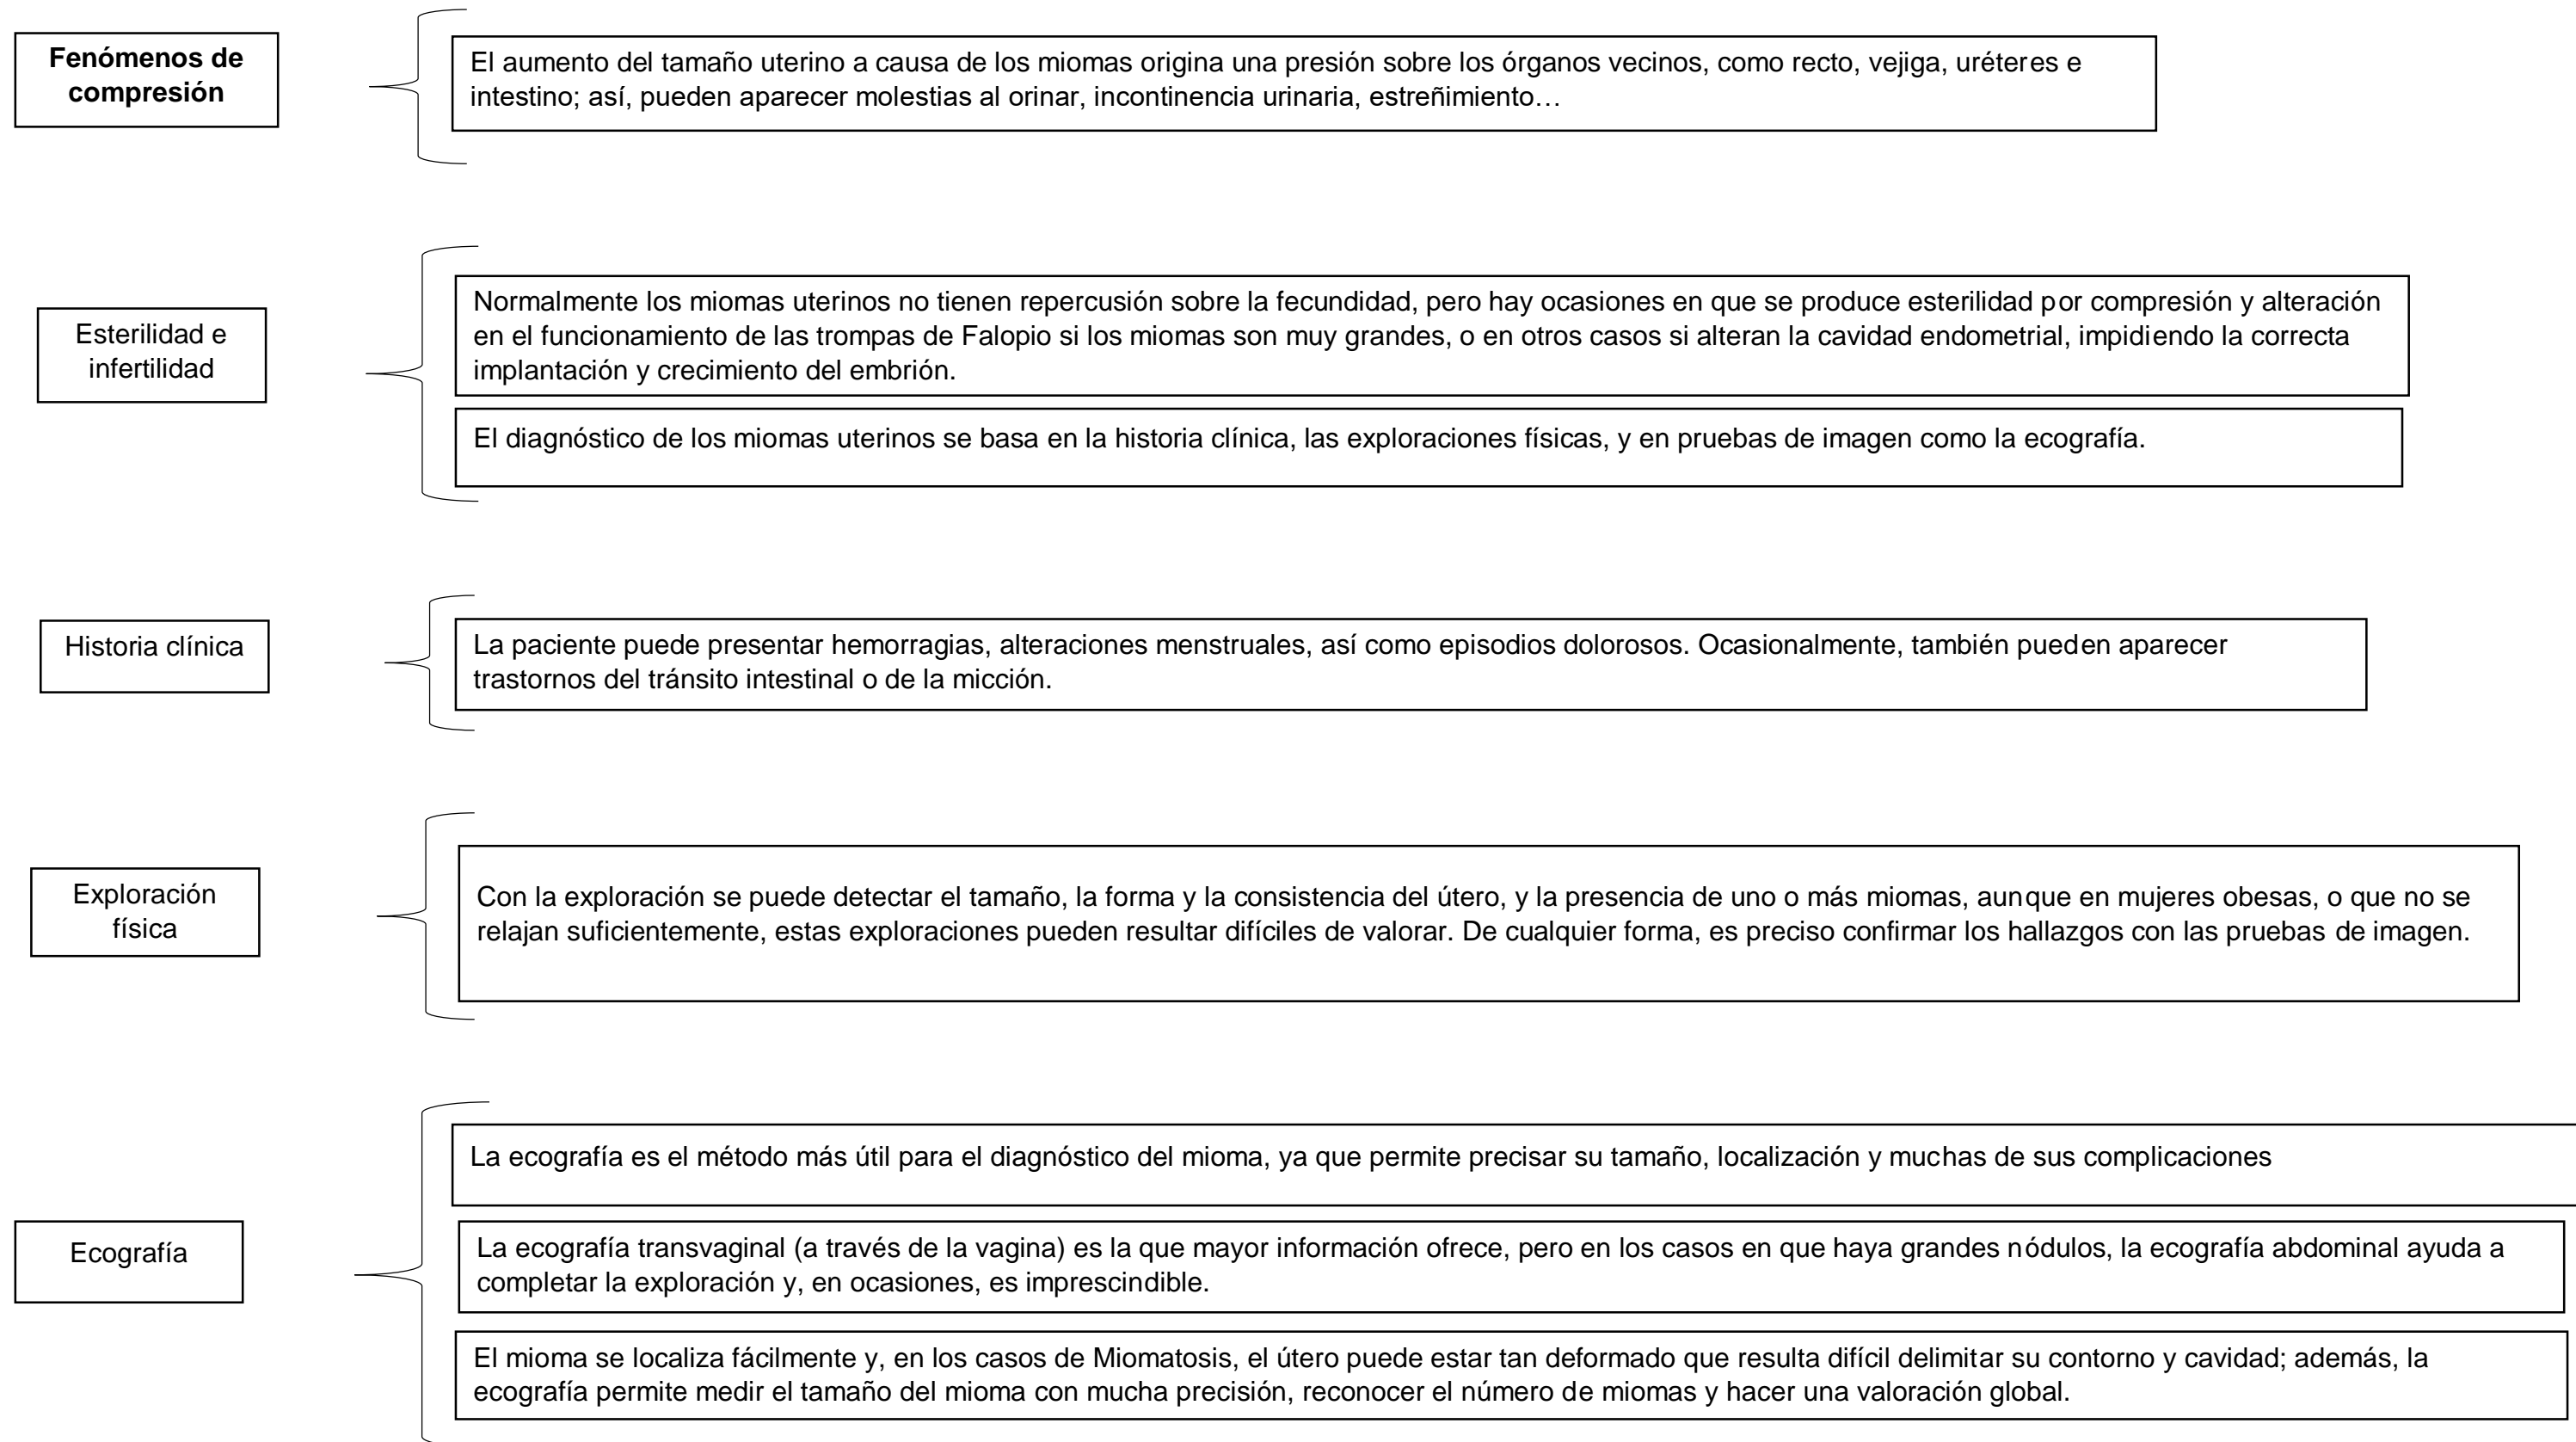 Fenómenos de
compresión
El aumento del tamaño uterino a causa de los miomas origina una presión sobre los órganos vecinos, como recto, vejiga, uréteres e
intestino; así, pueden aparecer molestias al orinar, incontinencia urinaria, estreñimiento…
Esterilidad e
infertilidad
Normalmente los miomas uterinos no tienen repercusión sobre la fecundidad, pero hay ocasiones en que se produce esterilidad por compresión y alteración
en el funcionamiento de las trompas de Falopio si los miomas son muy grandes, o en otros casos si alteran la cavidad endometrial, impidiendo la correcta
implantación y crecimiento del embrión.
El diagnóstico de los miomas uterinos se basa en la historia clínica, las exploraciones físicas, y en pruebas de imagen como la ecografía.
Historia clínica
La paciente puede presentar hemorragias, alteraciones menstruales, así como episodios dolorosos. Ocasionalmente, también pueden aparecer
trastornos del tránsito intestinal o de la micción.
Exploración
física
Con la exploración se puede detectar el tamaño, la forma y la consistencia del útero, y la presencia de uno o más miomas, aunque en mujeres obesas, o que no se
relajan suficientemente, estas exploraciones pueden resultar difíciles de valorar. De cualquier forma, es preciso confirmar los hallazgos con las pruebas de imagen.
Ecografía
La ecografía es el método más útil para el diagnóstico del mioma, ya que permite precisar su tamaño, localización y muchas de sus complicaciones
La ecografía transvaginal (a través de la vagina) es la que mayor información ofrece, pero en los casos en que haya grandes nódulos, la ecografía abdominal ayuda a
completar la exploración y, en ocasiones, es imprescindible.
El mioma se localiza fácilmente y, en los casos de Miomatosis, el útero puede estar tan deformado que resulta difícil delimitar su contorno y cavidad; además, la
ecografía permite medir el tamaño del mioma con mucha precisión, reconocer el número de miomas y hacer una valoración global.